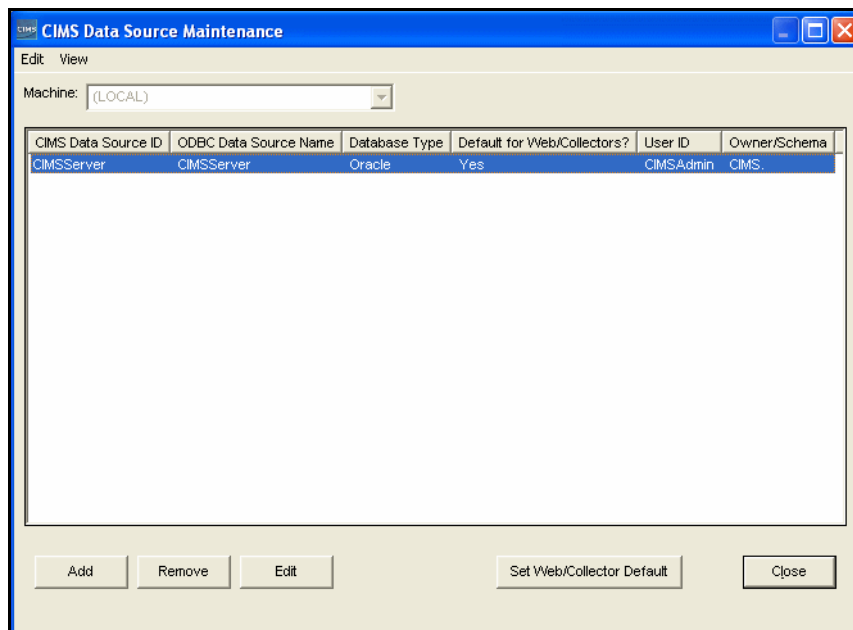 CIMS CIMS Data Source Maintenance
Edit View
Machine: (LOCAL)
CIMS Data Source ID ODBC Data Source Name Database Type Default for Web/Collectors? User ID Owner/Schema
CIMSServer CIMSServer Oracle Yes CIMSAdmin CIMS.
Add Remove Edit Set Web/Collector Default Close